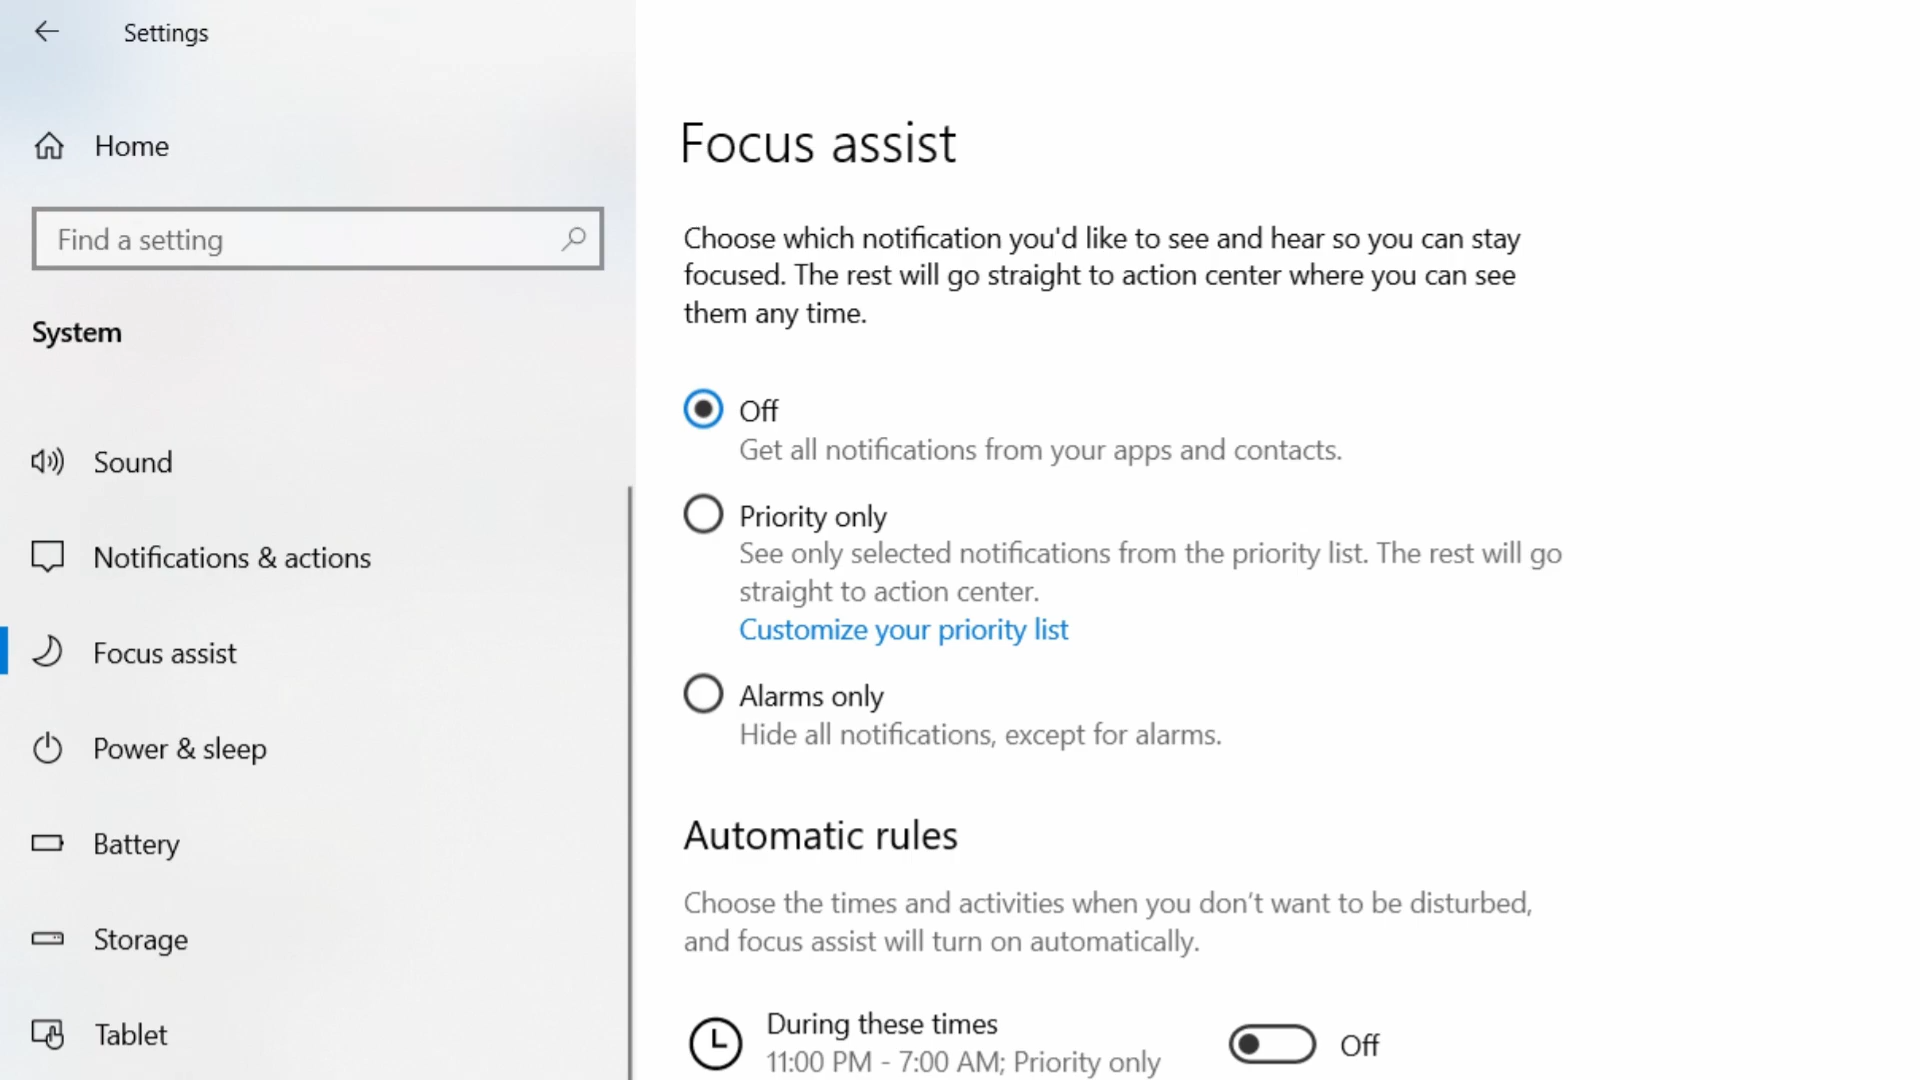 Settings
Home
Find a setting
System
Sound
Notifications & actions
Focus assist
Power & sleep
Battery
Storage
Tablet
Focus assist
Choose which notification you'd like to see and hear so you can stay
focused. The rest will go straight to action center where you can see
them any time.
Off
Get all notifications from your apps and contacts.
Priority only
See only selected notifications from the priority list. The rest will go
straight to action center.
Customize your priority list
Alarms only
Hide all notifications, except for alarms.
Automatic rules
Choose the times and activities when you don’t want to be disturbed,
and focus assist will turn on automatically.
During these times
11:00 PM - 7:00 AM; Priority only
Off